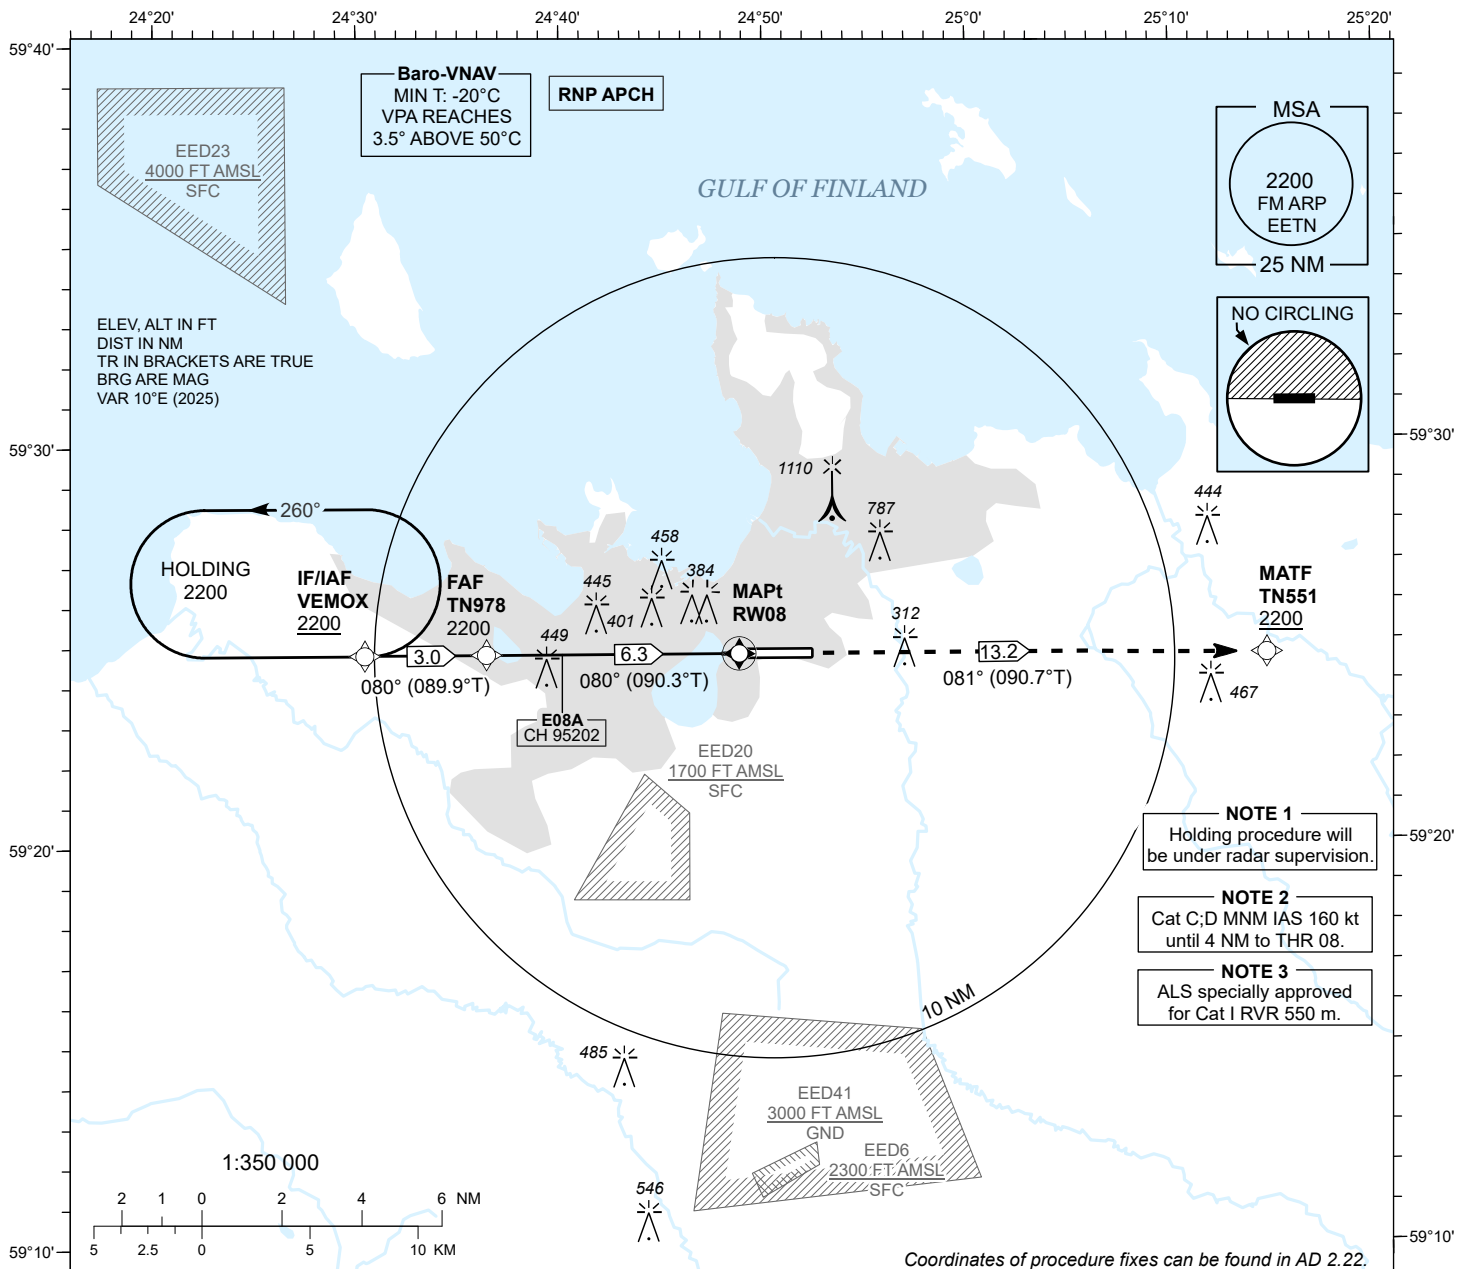 24°20'
24°30'
24°40'
24°50'
25°0'
25°10'
25°20'
59°40'
Baro-VNAV
MIN T: -20°C
VPA REACHES
3.5° ABOVE 50°C
RNP APCH
MSA
2200
FM ARP
EETN
25 NM
EED23
4000 FT AMSL
SFC
GULF OF FINLAND
NO CIRCLING
ELEV, ALT IN FT
DIST IN NM
TR IN BRACKETS ARE TRUE
BRG ARE MAG
VAR 10°E (2025)
59°30'
59°30'
1110
787
444
260°
HOLDING
2200
IF/IAF
VEMOX
2200
FAF
TN978
2200
458
445
401
384
449
MAPt
RW08
312
MATF
TN551
2200
467
3.0
6.3
13.2
080° (089.9°T)
080° (090.3°T)
081° (090.7°T)
E08A
CH 95202
EED20
1700 FT AMSL
SFC
59°20'
59°20'
NOTE 1
Holding procedure will
be under radar supervision.
NOTE 2
Cat C;D MNM IAS 160 kt
until 4 NM to THR 08.
NOTE 3
ALS specially approved
for Cat I RVR 550 m.
10 NM
485
EED41
3000 FT AMSL
GND
EED6
2300 FT AMSL
SFC
546
1:350 000
2 1 0 2 4 6 NM
5 2.5 0 5 10 KM
59°10'
59°10'
Coordinates of procedure fixes can be found in AD 2.22.